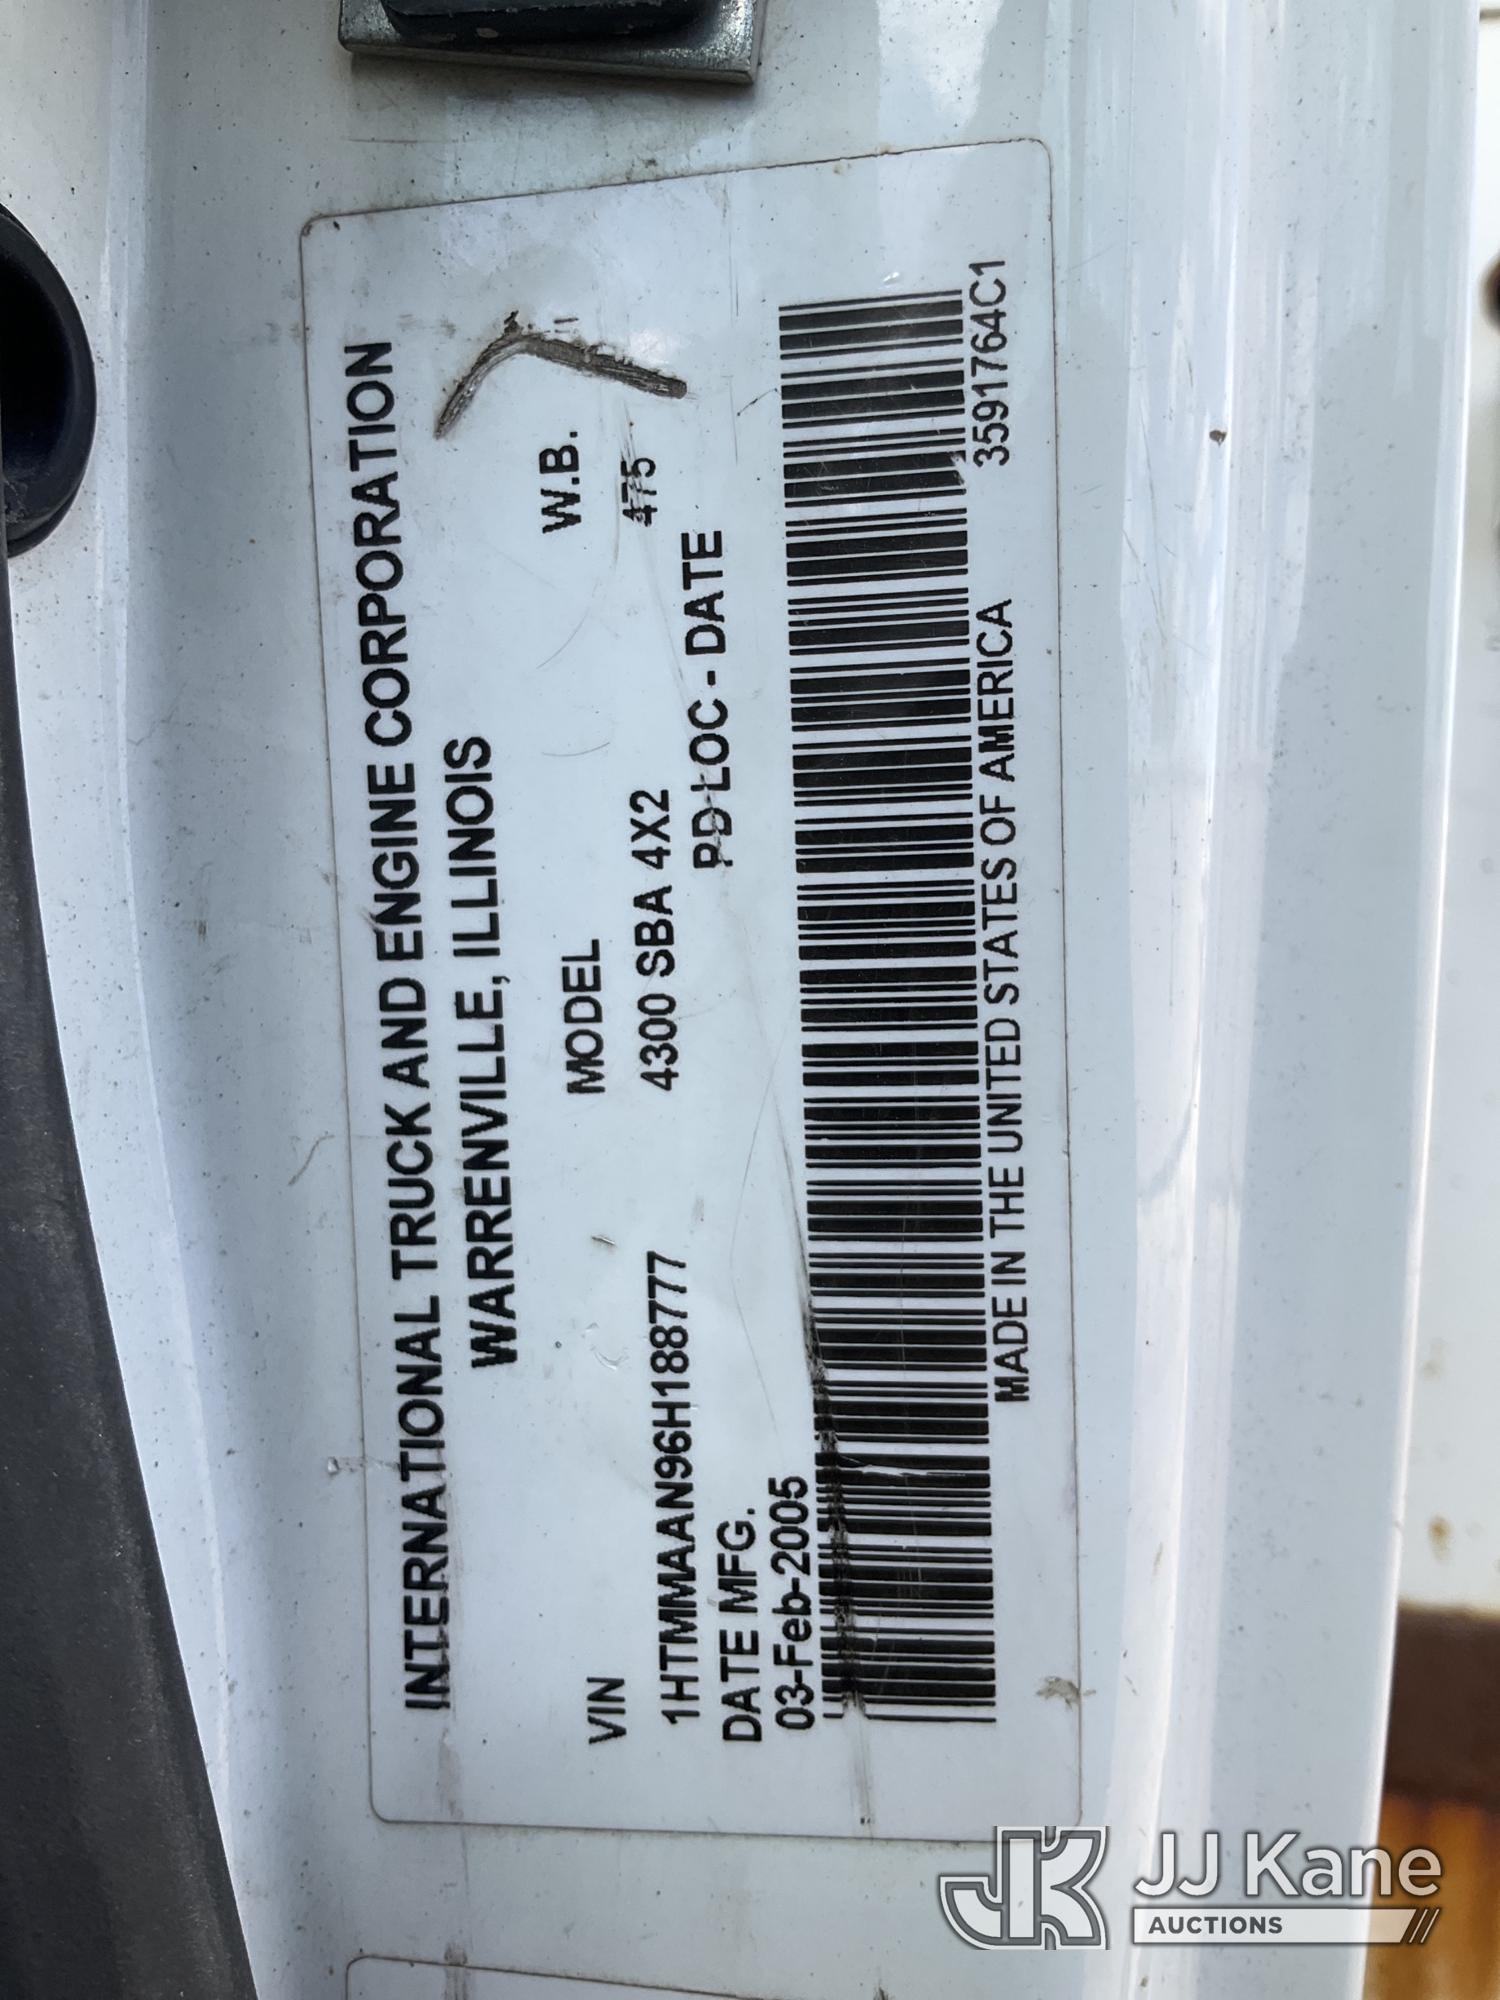 INTERNATIONAL TRUCK AND ENGINE CORPORATION
WARRENVILLE, ILLINOIS
VIN MODEL W.B.
1HTMMAAN96H188777 4300 SBA 4X2 475
DATE MFG. PD LOC - DATE
03-Feb-2005
MADE IN THE UNITED STATES OF AMERICA 3591764C1
JK JJ Kane
AUCTIONS